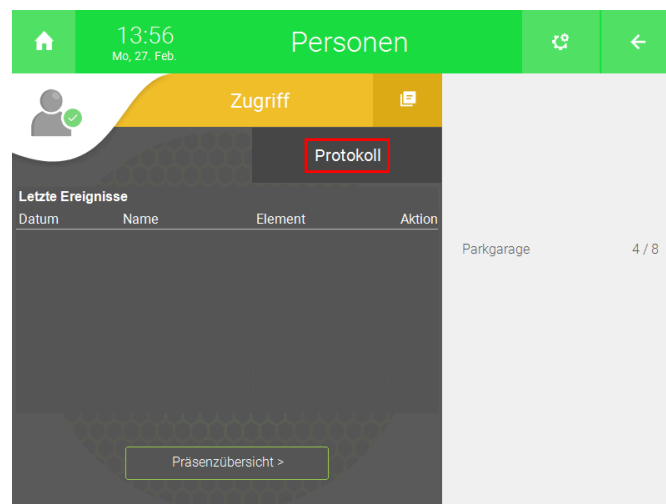 13:56
Mo, 27. Feb.
Personen
Zugriff
Protokoll
Letzte Ereignisse
Datum Name Element Aktion
Parkgarage 4 / 8
Präsenzübersicht >